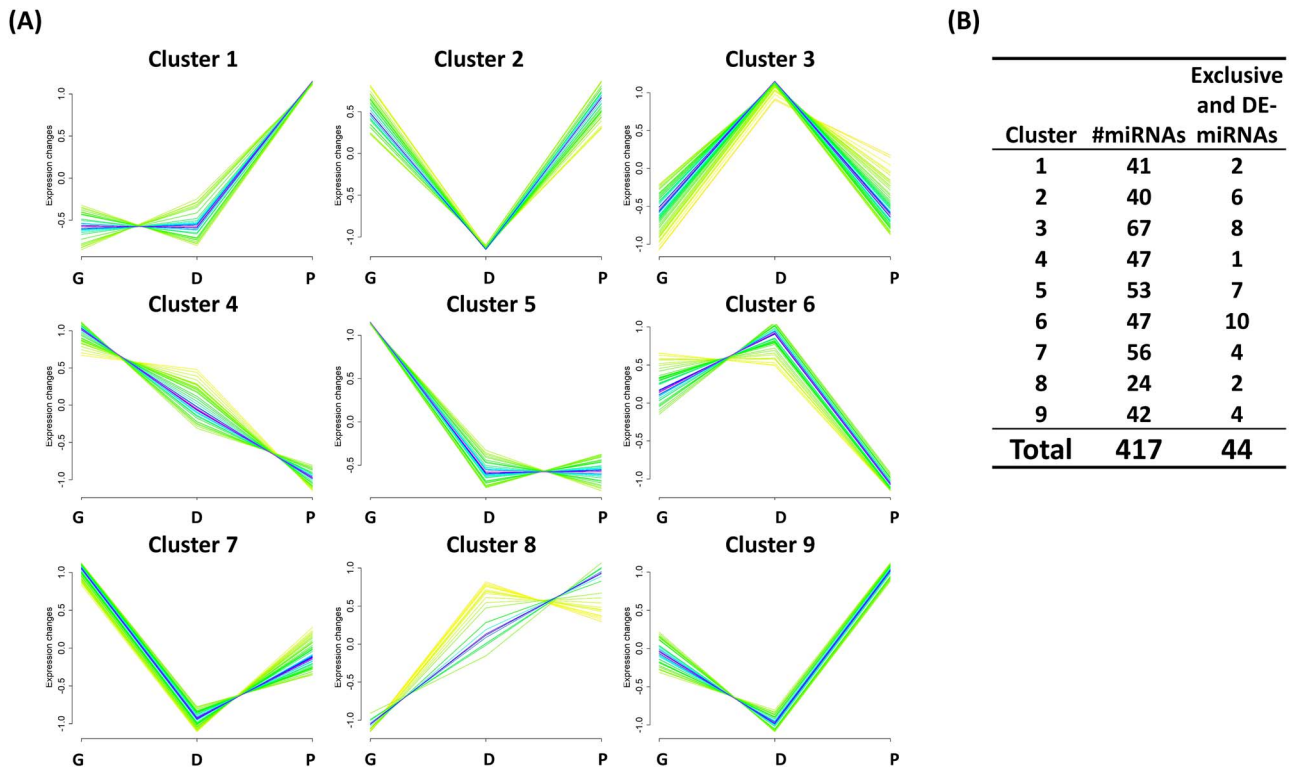 (A)
Cluster 1
Cluster 2
Cluster 3
Expression changes
1.0
0.5
0.0
-0.5
G D P
Expression changes
0.5
0.0
-0.5
-1.0
G D P
Expression changes
1.0
0.5
0.0
-0.5
-1.0
G D P
Cluster 4
Cluster 5
Cluster 6
Expression changes
1.0
0.5
0.0
-0.5
-1.0
G D P
Expression changes
1.0
0.5
0.0
-0.5
G D P
Expression changes
1.0
0.5
0.0
-0.5
-1.0
G D P
Cluster 7
Cluster 8
Cluster 9
Expression changes
1.0
0.5
0.0
-0.5
-1.0
G D P
Expression changes
1.0
0.5
0.0
-0.5
-1.0
G D P
Expression changes
1.0
0.5
0.0
-0.5
-1.0
G D P
(B)
Exclusive
and DE-
Cluster #miRNAs miRNAs
1 41 2
2 40 6
3 67 8
4 47 1
5 53 7
6 47 10
7 56 4
8 24 2
9 42 4
Total 417 44